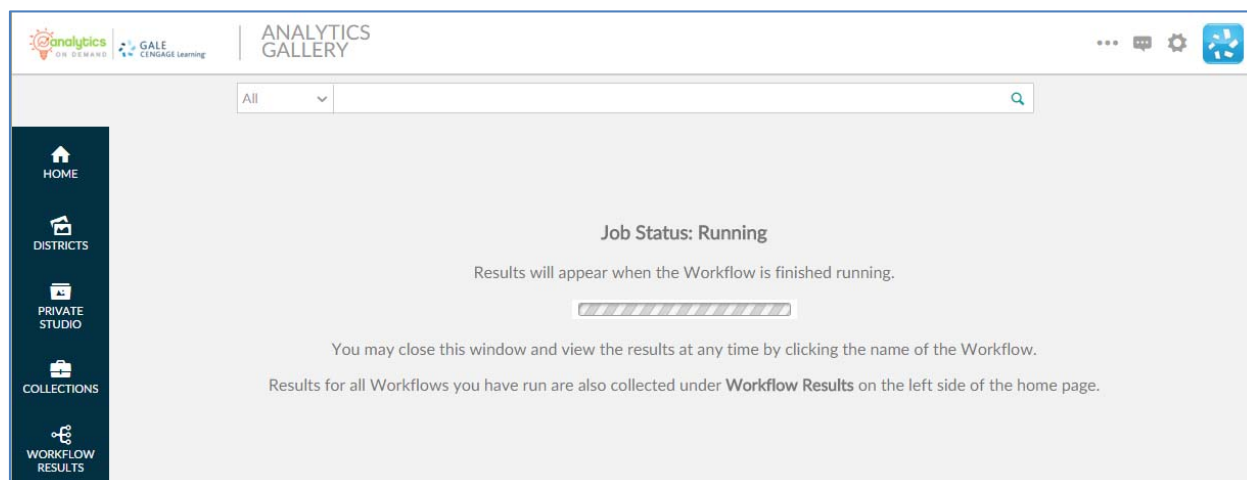 analytics
ON DEMAND
GALE
CENGAGE Learning
ANALYTICS
GALLERY
All
HOME
DISTRICTS
PRIVATE
STUDIO
COLLECTIONS
WORKFLOW
RESULTS
Job Status: Running
Results will appear when the Workflow is finished running.
You may close this window and view the results at any time by clicking the name of the Workflow.
Results for all Workflows you have run are also collected under Workflow Results on the left side of the home page.